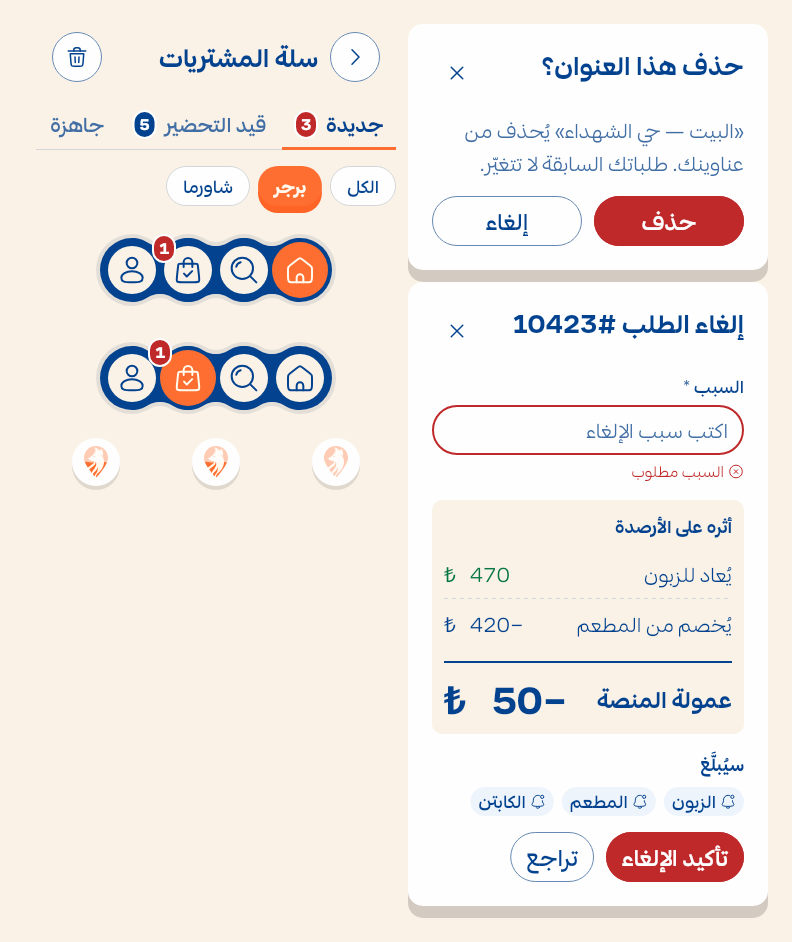 حذف هذا العنوان؟
«البيت — حي الشهداء» يُحذف من
عناوينك. طلباتك السابقة لا تتغيّر.
حذف
إلغاء
إلغاء الطلب #10423
السبب *
اكتب سبب الإلغاء
السبب مطلوب
أثره على الأرصدة
يُعاد للزبون 470 ₺
يُخصم من المطعم −420 ₺
عمولة المنصة −50 ₺
سيُبلَّغ
الزبون
المطعم
الكابتن
تأكيد الإلغاء
تراجع
سلة المشتريات
جديدة 3
قيد التحضير 5
جاهزة
الكل
برجر
شاورما
1
1